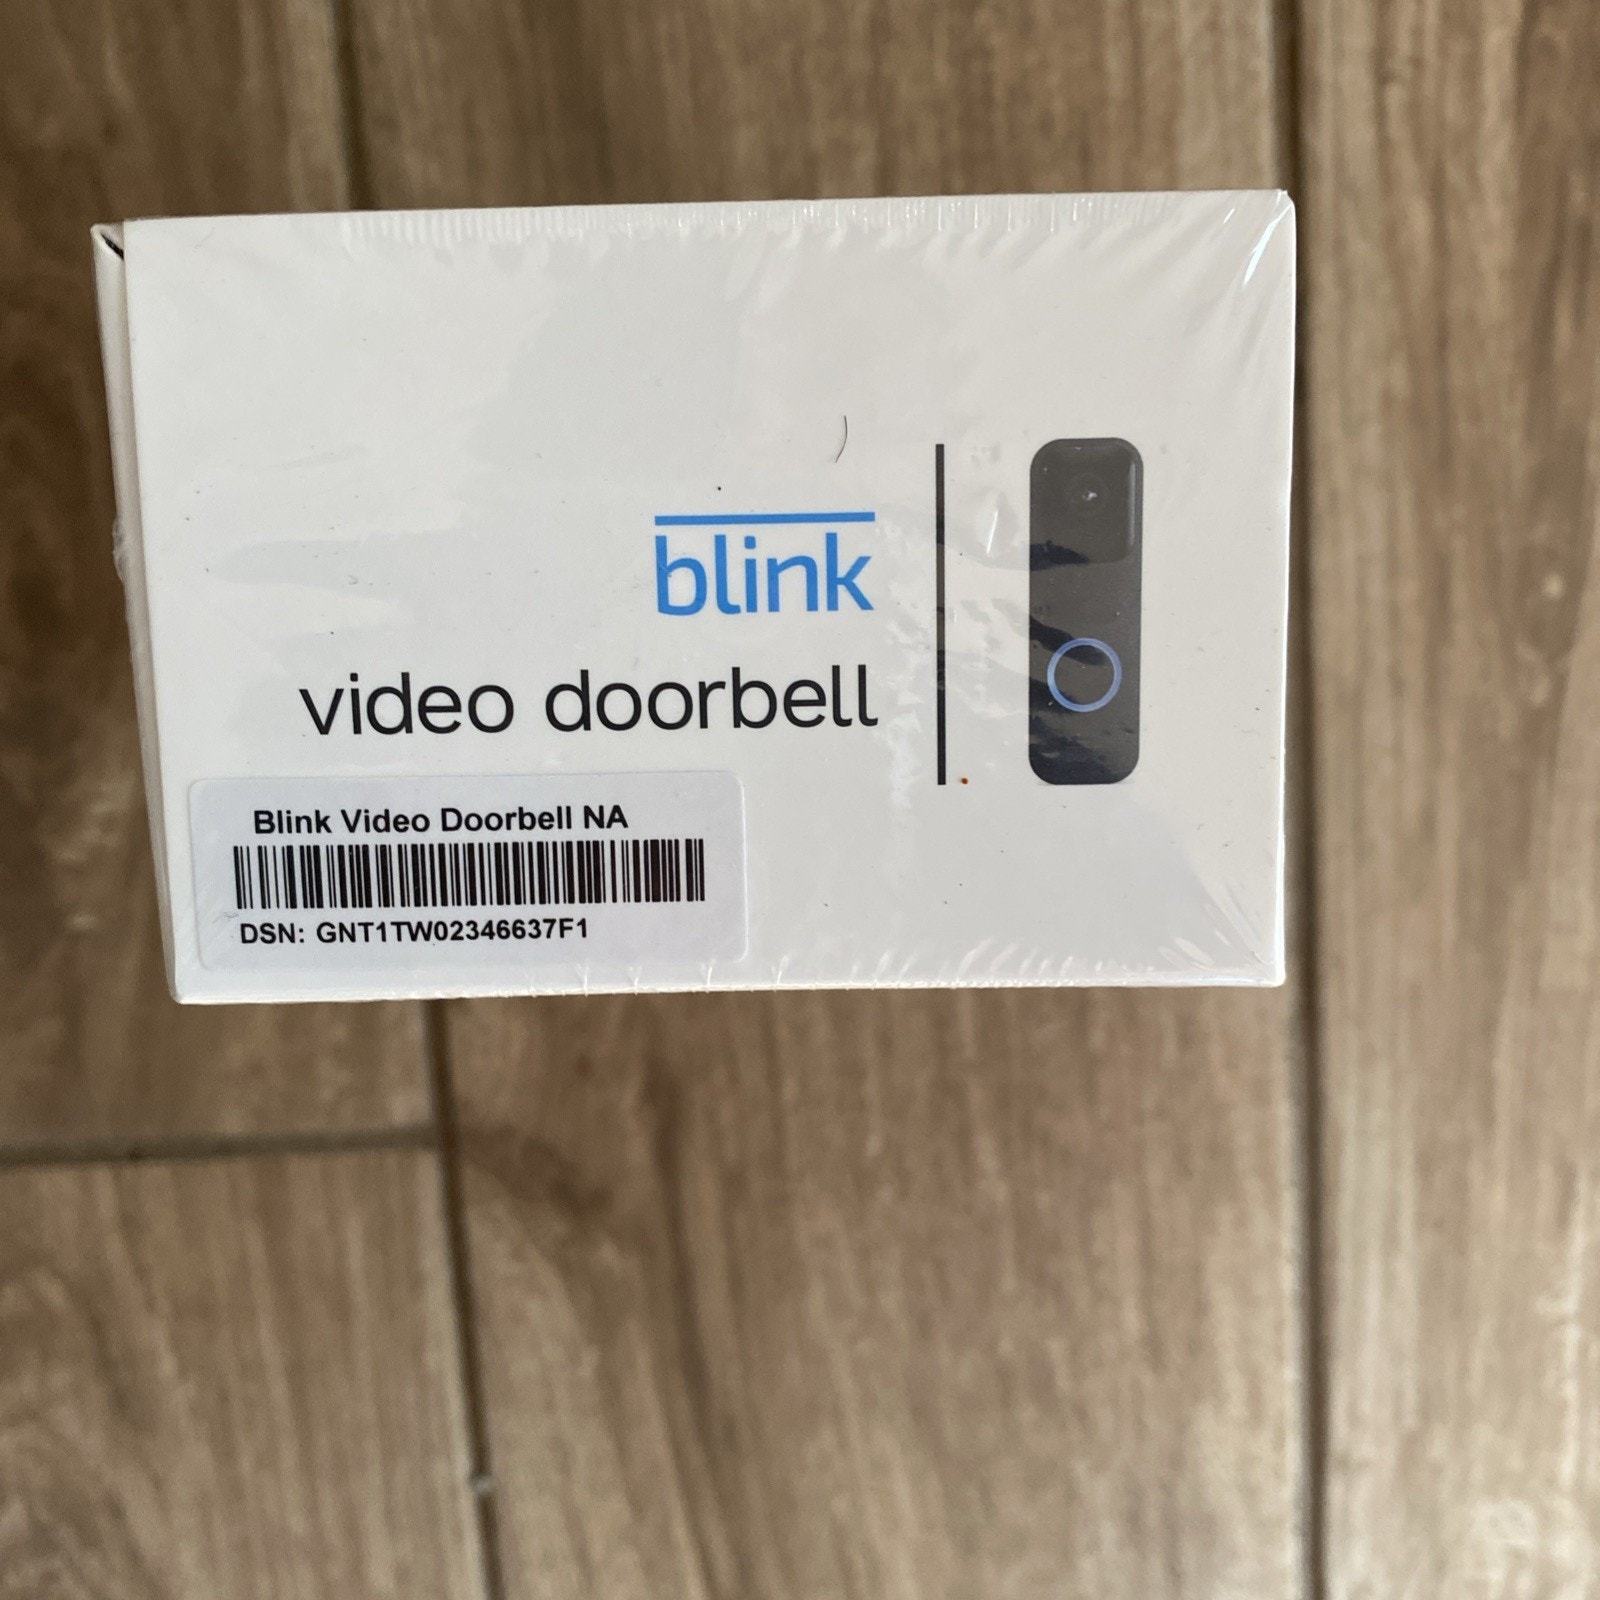 blink
video doorbell
Blink Video Doorbell NA
DSN: GNT1TW02346637F1